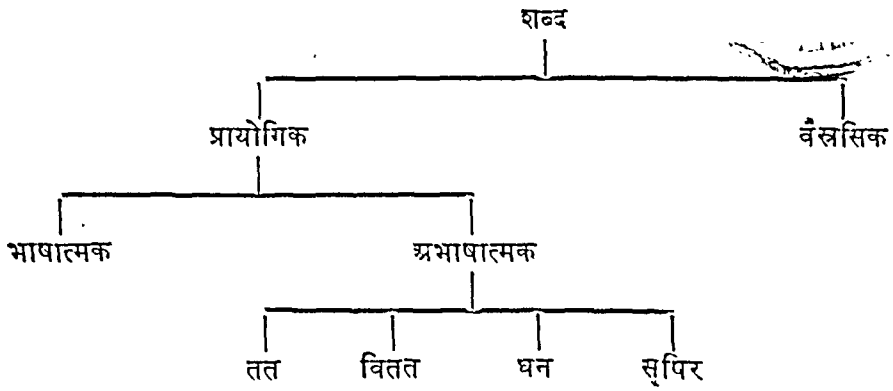 शब्द
प्रायोगिक वैस्रसिक
भाषात्मक अभाषात्मक
तत वितत घन सुपिर